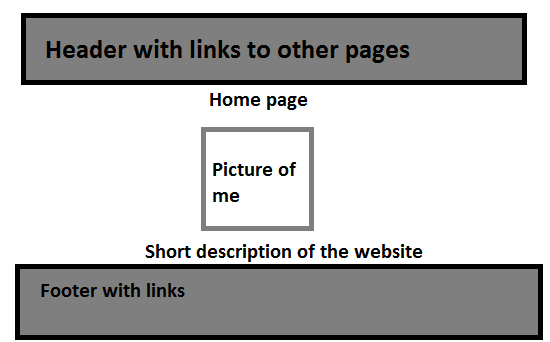 Header with links to other pages
Home page
Picture of
me
Short description of the website
Footer with links